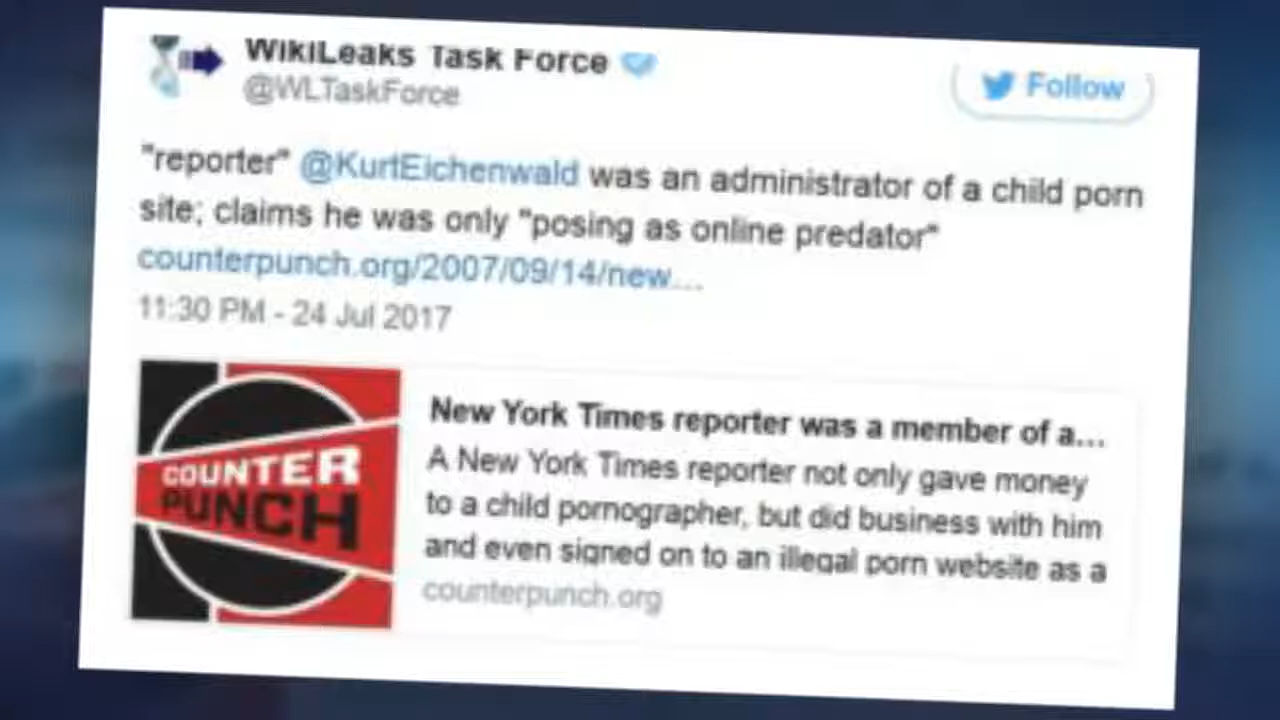 WikiLeaks Task Force
@WLTaskForce
Follow
"reporter" @KurtEichenwald was an administrator of a child porn
site; claims he was only "posing as online predator"
counterpunch.org/2007/09/14/new...
11:30 PM - 24 Jul 2017
COUNTER
PUNCH
New York Times reporter was a member of a...
A New York Times reporter not only gave money
to a child pornographer, but did business with him
and even signed on to an illegal porn website as a
counterpunch.org